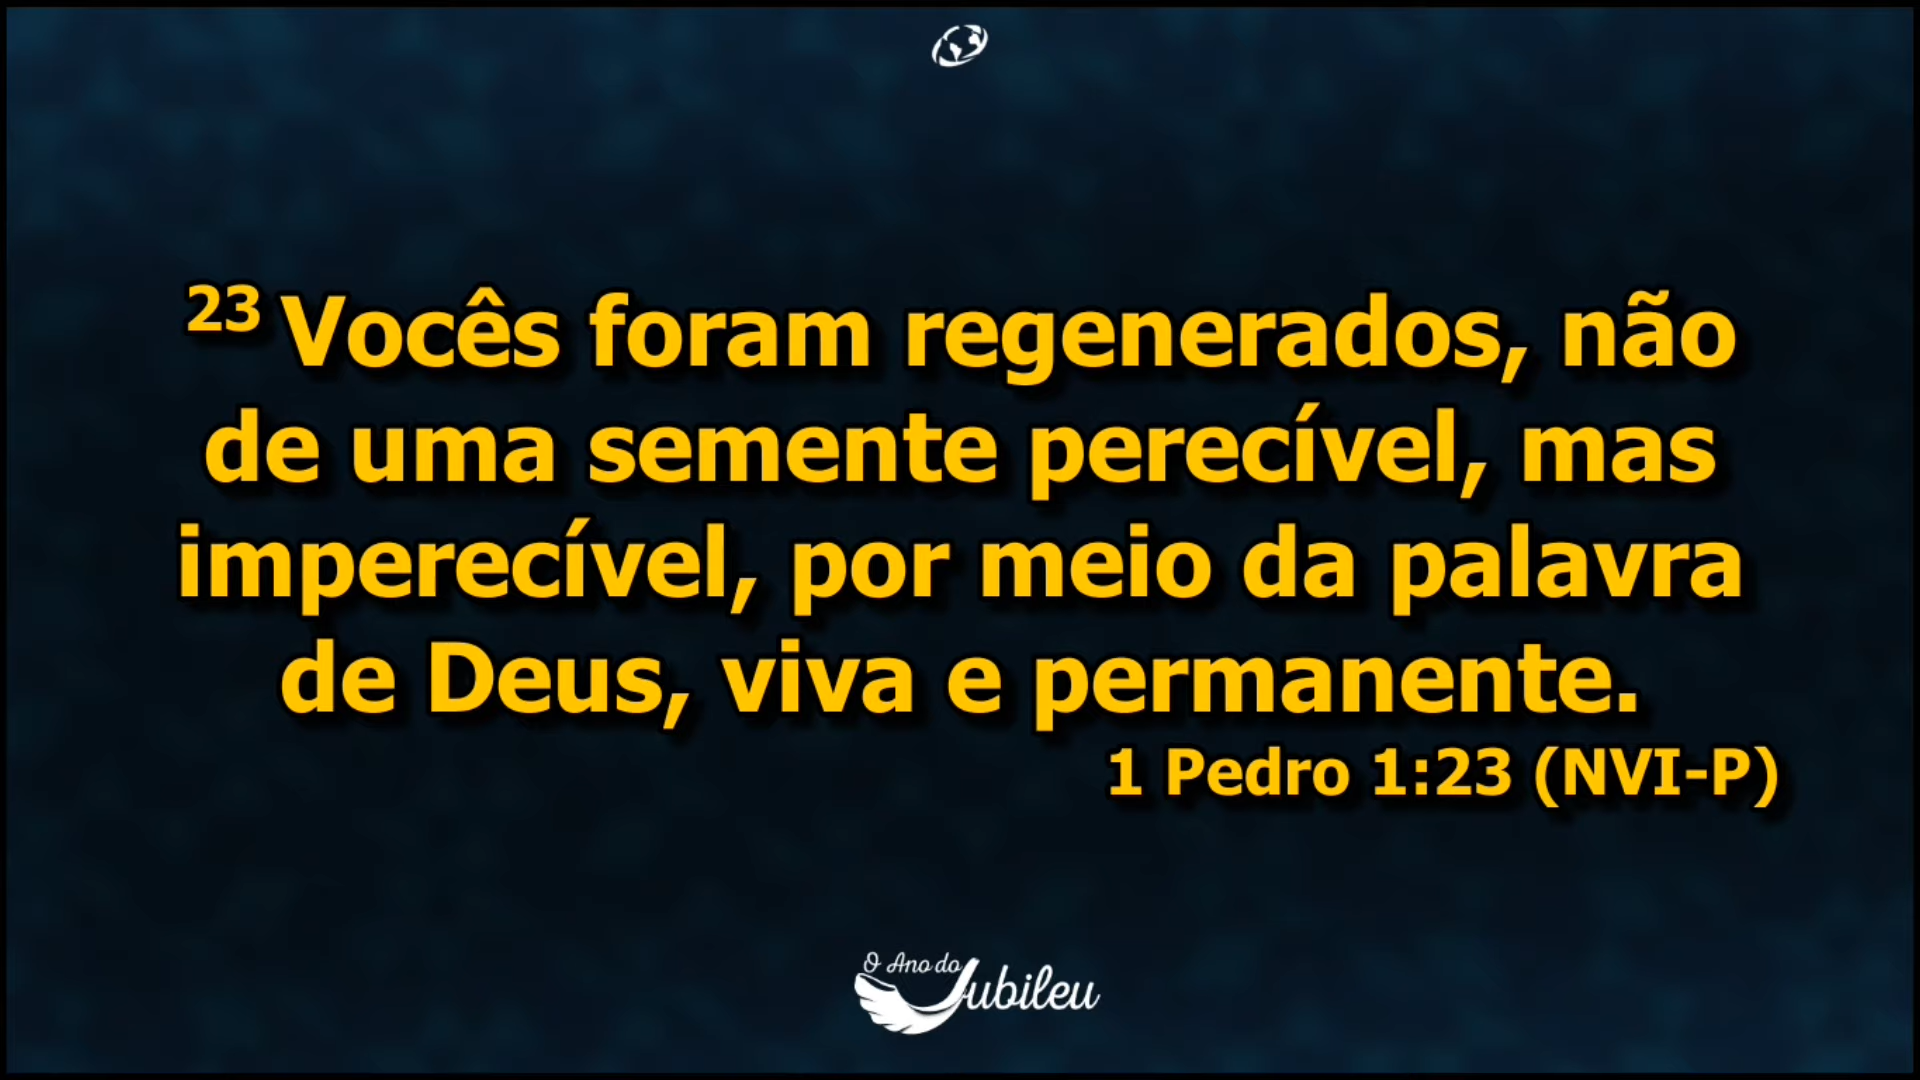 23 Vocês foram regenerados, não
de uma semente perecível, mas
imperecível, por meio da palavra
de Deus, viva e permanente.
1 Pedro 1:23 (NVI-P)
O Ano do
Jubileu